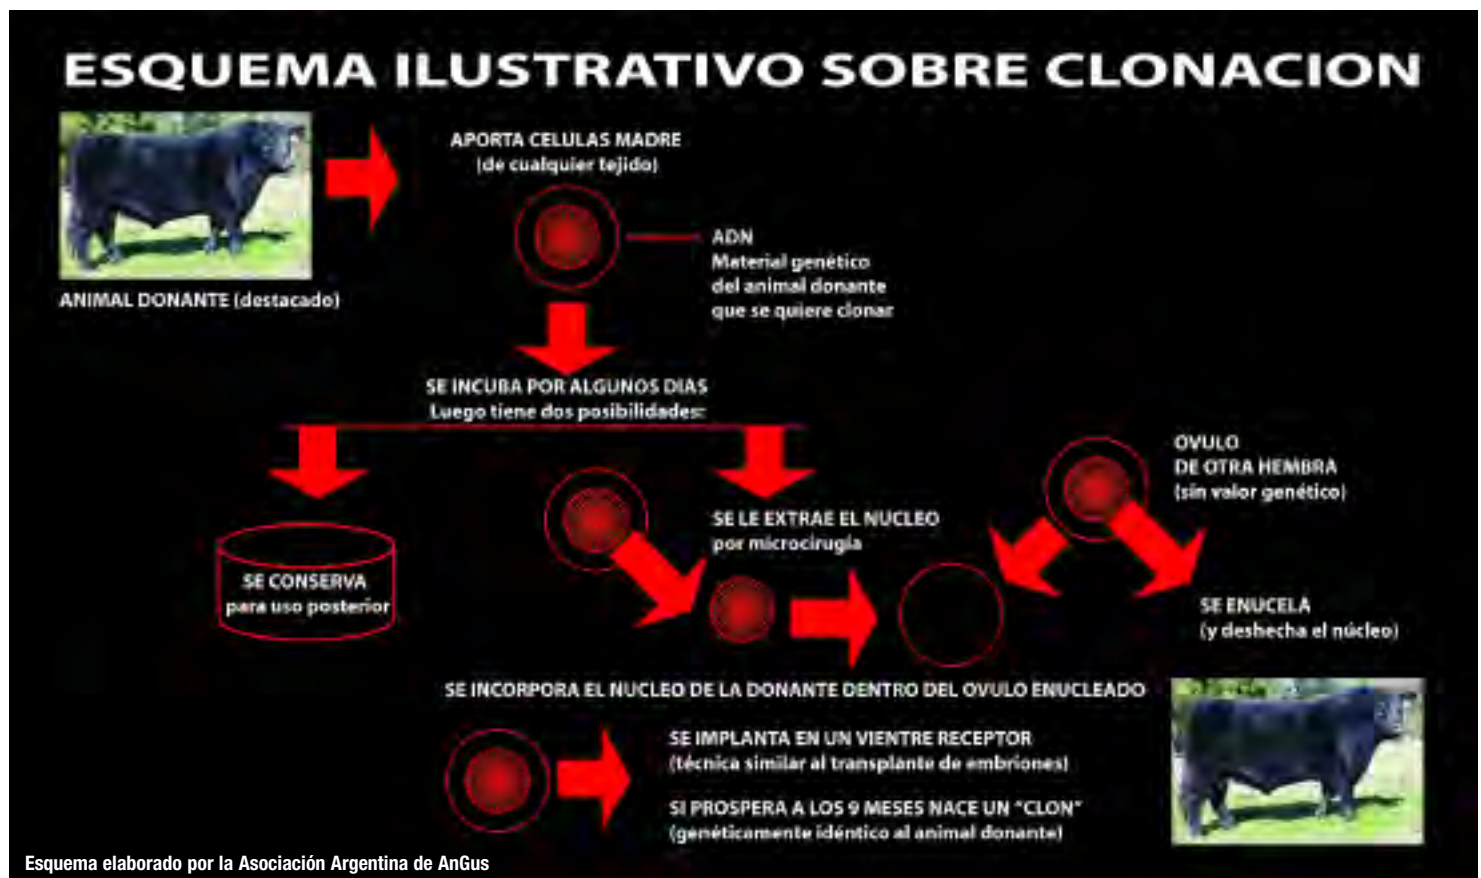 ESQUEMA ILUSTRATIVO SOBRE CLONACION
ANIMAL DONANTE (destacado)
APORTA CELULAS MADRE
(de cualquier tejido)
ADN
Material genético
del animal donante
que se quiere clonar
SE INCUBA POR ALGUNOS DIAS
Luego tiene dos posibilidades:
SE CONSERVA
para uso posterior
SE LE EXTRAE EL NUCLEO
por microcirugía
OVULO
DE OTRA HEMBRA
(sin valor genético)
SE ENUCELA
(y deshecha el núcleo)
SE INCORPORA EL NUCLEO DE LA DONANTE DENTRO DEL OVULO ENUCLEADO
SE IMPLANTA EN UN VIENTRE RECEPTOR
(técnica similar al transplante de embriones)
SI PROSPERA A LOS 9 MESES NACE UN "CLON"
(genéticamente idéntico al animal donante)
Esquema elaborado por la Asociación Argentina de AnGus